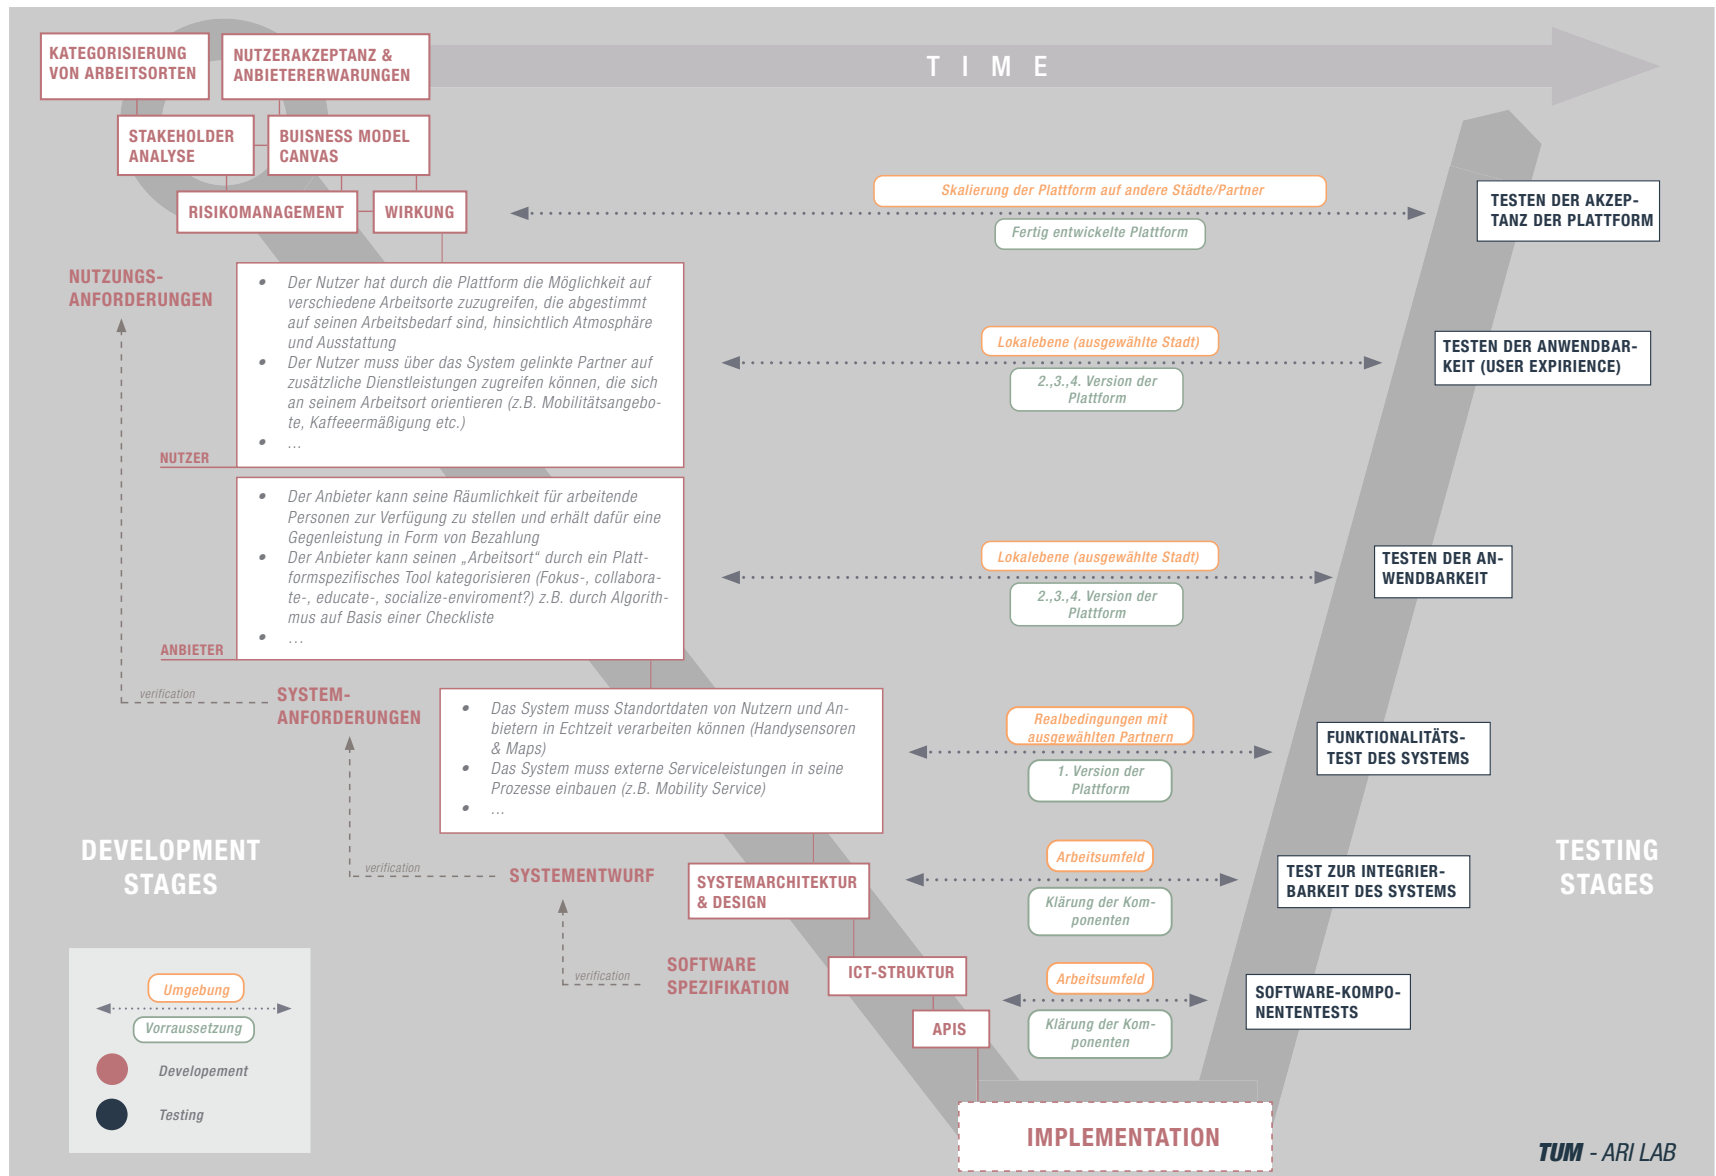 KATEGORISIERUNG
VON ARBEITSORTEN
NUTZERAKZEPTANZ &
ANBIETERERWARUNGEN
TIME
STAKEHOLDER
ANALYSE
BUISNESS MODEL
CANVAS
RISIKOMANAGEMENT
WIRKUNG
Skalierung der Plattform auf andere Städte/Partner
Fertig entwickelte Plattform
TESTEN DER AKZEP-
TANZ DER PLATTFORM
NUTZUNGS-
ANFORDERUNGEN
• Der Nutzer hat durch die Plattform die Möglichkeit auf
verschiedene Arbeitsorte zuzugreifen, die abgestimmt
auf seinen Arbeitsbedarf sind, hinsichtlich Atmosphäre
und Ausstattung
• Der Nutzer muss über das System gelinkte Partner auf
zusätzliche Dienstleistungen zugreifen können, die sich
an seinem Arbeitsort orientieren (z.B. Mobilitätsangebo-
te, Kaffeeermäßigung etc.)
• ...
NUTZER
Lokalebene (ausgewählte Stadt)
2.,3.,4. Version der
Plattform
TESTEN DER ANWENDBAR-
KEIT (USER EXPIRIENCE)
• Der Anbieter kann seine Räumlichkeit für arbeitende
Personen zur Verfügung zu stellen und erhält dafür eine
Gegenleistung in Form von Bezahlung
• Der Anbieter kann seinen „Arbeitsort“ durch ein Platt-
formspezifisches Tool kategorisieren (Fokus-, collabora-
te-, educate-, socialize-enviroment?) z.B. durch Algorith-
mus auf Basis einer Checkliste
• ...
ANBIETER
Lokalebene (ausgewählte Stadt)
2.,3.,4. Version der
Plattform
TESTEN DER AN-
WENDBARKEIT
verification
SYSTEM-
ANFORDERUNGEN
• Das System muss Standortdaten von Nutzern und An-
bietern in Echtzeit verarbeiten können (Handysensoren
& Maps)
• Das System muss externe Serviceleistungen in seine
Prozesse einbauen (z.B. Mobility Service)
• ...
Realbedingungen mit
ausgewählten Partnern
1. Version der
Plattform
FUNKTIONALITÄTS-
TEST DES SYSTEMS
DEVELOPMENT
STAGES
TESTING
STAGES
verification
SYSTEMENTWURF
SYSTEMARCHITEKTUR
& DESIGN
Arbeitsumfeld
Klärung der Kom-
ponenten
TEST ZUR INTEGRIER-
BARKEIT DES SYSTEMS
verification
SOFTWARE
SPEZIFIKATION
ICT-STRUKTUR
APIS
Arbeitsumfeld
Klärung der Kom-
ponenten
SOFTWARE-KOMPO-
NENTENTESTS
Umgebung
Vorraussetzung
Developement
Testing
IMPLEMENTATION
TUM - ARI LAB